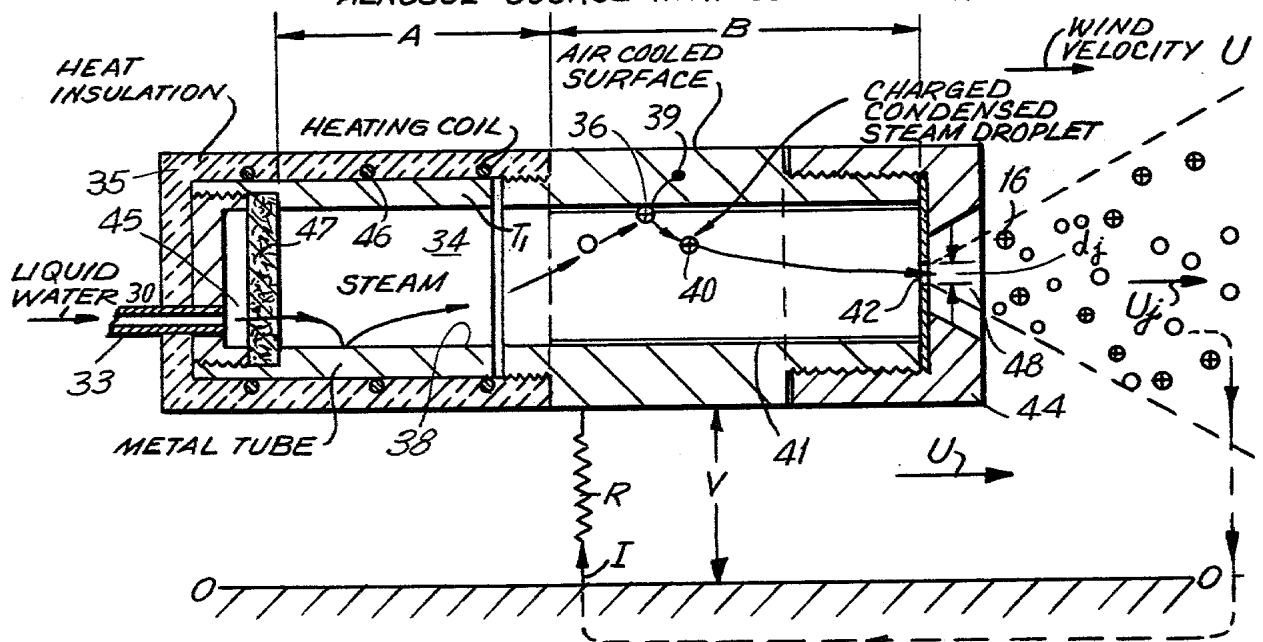 A
B
WIND
VELOCITY U
HEAT
INSULATION
AIR COOLED
SURFACE
CHARGED
CONDENSED
STEAM DROPLET
HEATING COIL
36
39
35
16
45
47
46
34
T1
dj
STEAM
40
LIQUID
WATER
30
42
Uj
33
48
44
METAL TUBE
38
41
U
V
R
I
O
O